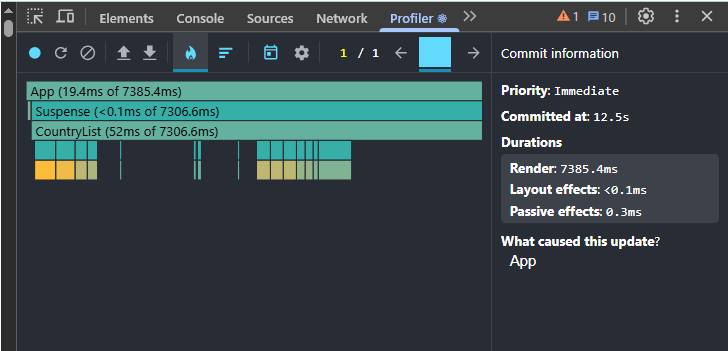 Elements Console Sources Network Profiler 1 10
1 / 1 Commit information
App (19.4ms of 7385.4ms)
Suspense (<0.1ms of 7306.6ms)
CountryList (52ms of 7306.6ms)
Priority: Immediate
Committed at: 12.5s
Durations
Render: 7385.4ms
Layout effects: <0.1ms
Passive effects: 0.3ms
What caused this update?
App